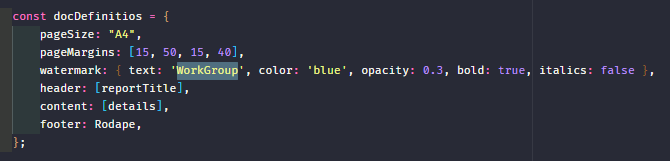 const docDefinitios = {
pageSize: "A4",
pageMargins: [15, 50, 15, 40],
watermark: { text: 'WorkGroup', color: 'blue', opacity: 0.3, bold: true, italics: false },
header: [reportTitle],
content: [details],
footer: Rodape,
};